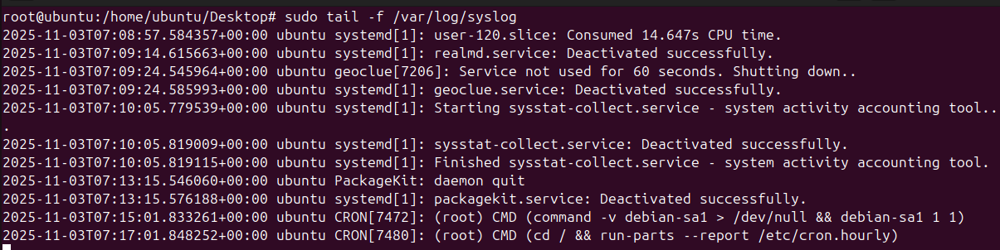 root@ubuntu:/home/ubuntu/Desktop# sudo tail -f /var/log/syslog
2025-11-03T07:08:57.584357+00:00 ubuntu systemd[1]: user-120.slice: Consumed 14.647s CPU time.
2025-11-03T07:09:14.615663+00:00 ubuntu systemd[1]: realmd.service: Deactivated successfully.
2025-11-03T07:09:24.545964+00:00 ubuntu geoclue[7206]: Service not used for 60 seconds. Shutting down..
2025-11-03T07:09:24.585993+00:00 ubuntu systemd[1]: geoclue.service: Deactivated successfully.
2025-11-03T07:10:05.779539+00:00 ubuntu systemd[1]: Starting sysstat-collect.service - system activity accounting tool..
.
2025-11-03T07:10:05.819009+00:00 ubuntu systemd[1]: sysstat-collect.service: Deactivated successfully.
2025-11-03T07:10:05.819115+00:00 ubuntu systemd[1]: Finished sysstat-collect.service - system activity accounting tool.
2025-11-03T07:13:15.546060+00:00 ubuntu PackageKit: daemon quit
2025-11-03T07:13:15.576188+00:00 ubuntu systemd[1]: packagekit.service: Deactivated successfully.
2025-11-03T07:15:01.833261+00:00 ubuntu CRON[7472]: (root) CMD (command -v debian-sa1 > /dev/null && debian-sa1 1 1)
2025-11-03T07:17:01.848252+00:00 ubuntu CRON[7480]: (root) CMD (cd / && run-parts --report /etc/cron.hourly)